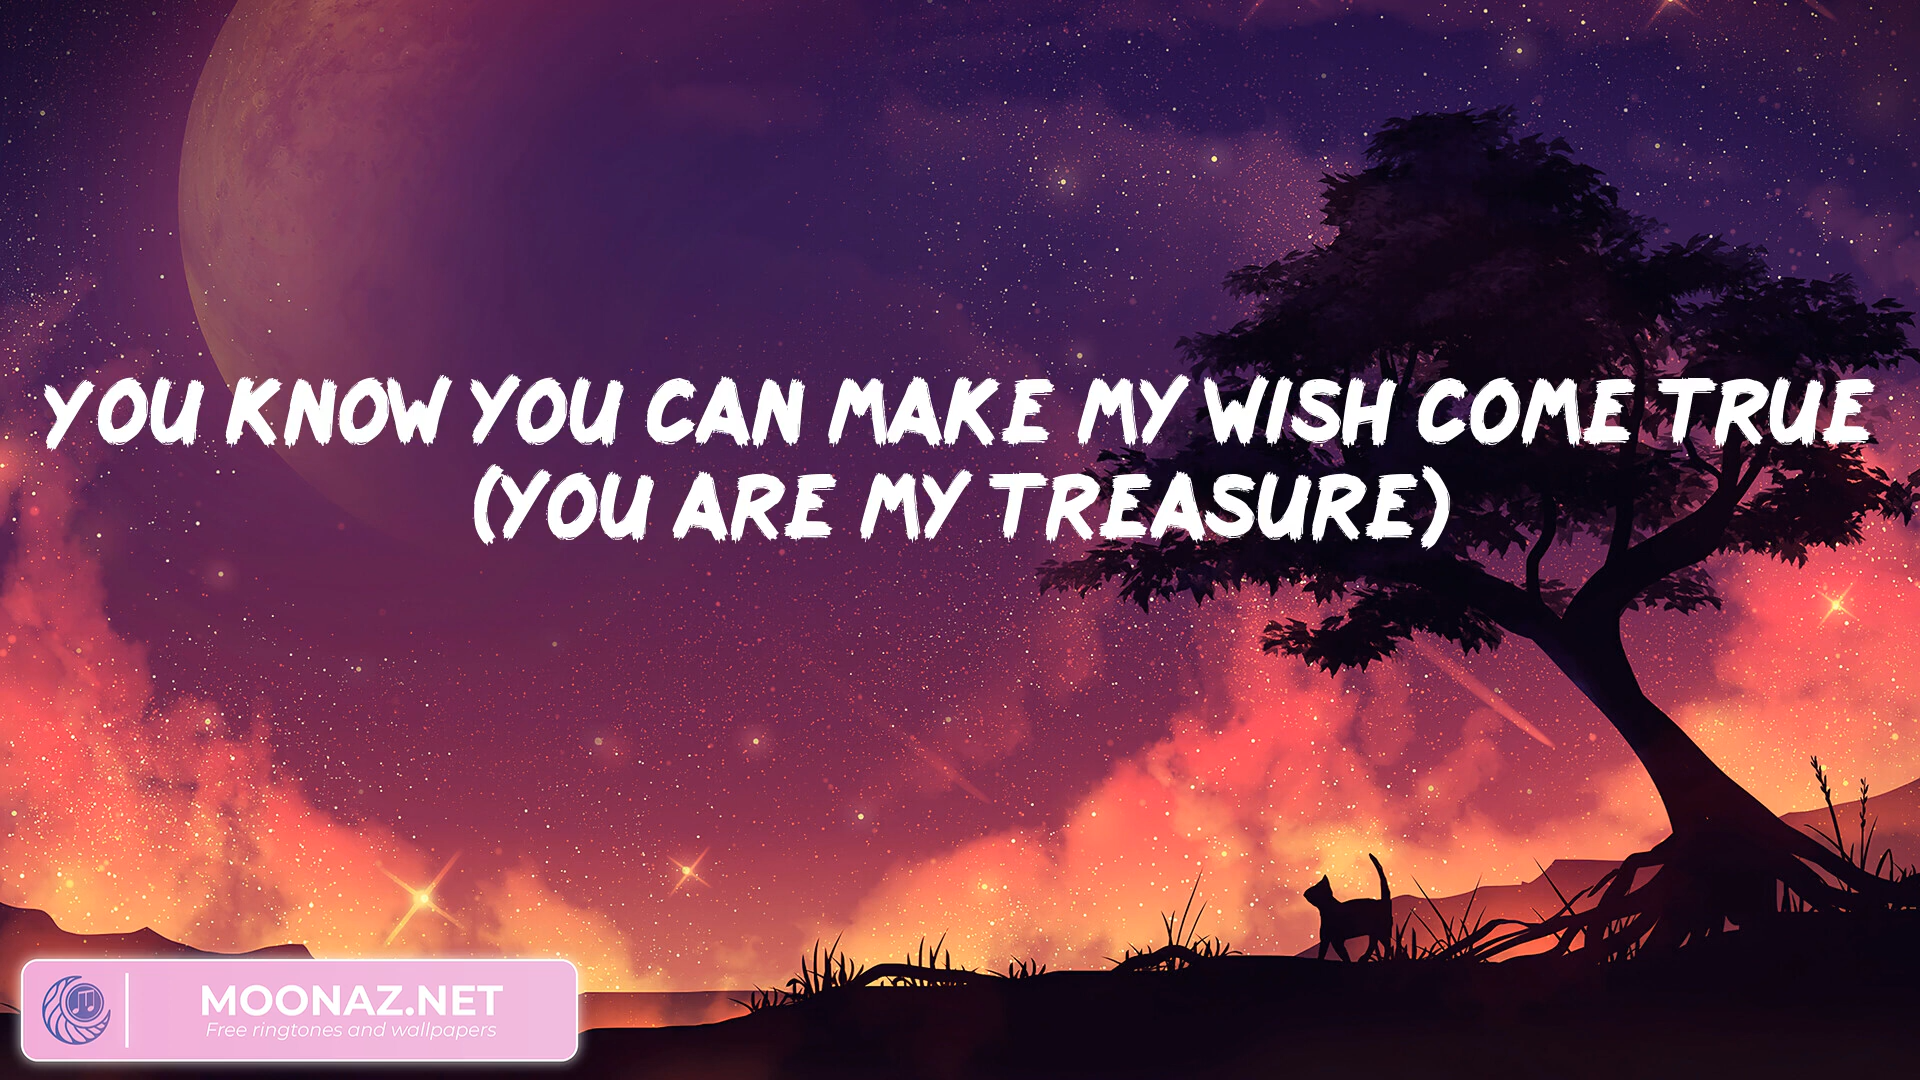 YOU KNOW YOU CAN MAKE MY WISH COME TRUE
(YOU ARE MY TREASURE)
MOONAZ.NET
Free ringtones and wallpapers